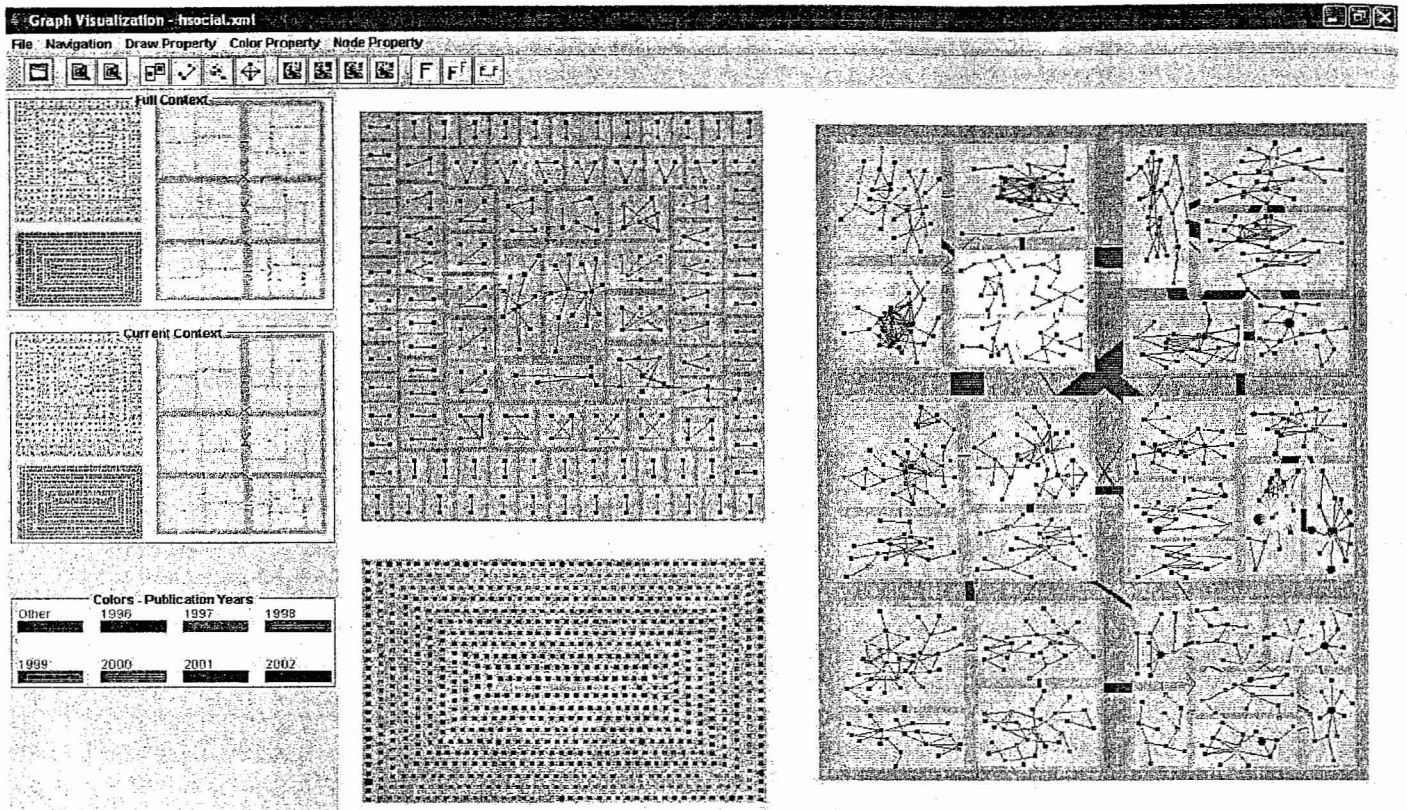 Graph Visualization - hsocial.xml
File Navigation Draw Property Color Property Node Property
F FF
Full Context
Current Context
Colors - Publication Years
Other 1996 1997 1998
1999 2000 2001 2002